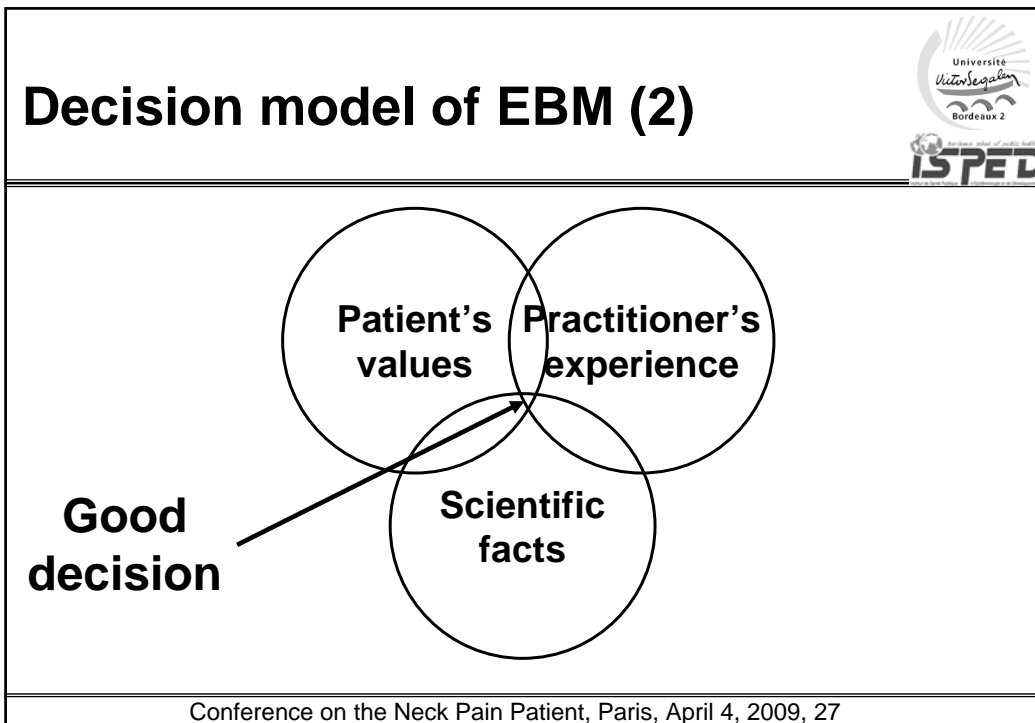 Decision model of EBM (2)
Université
Victor Segalen
Bordeaux 2
ISPED
Patient's Practitioner's
values experience
Scientific
facts
Good
decision
Conference on the Neck Pain Patient, Paris, April 4, 2009, 27